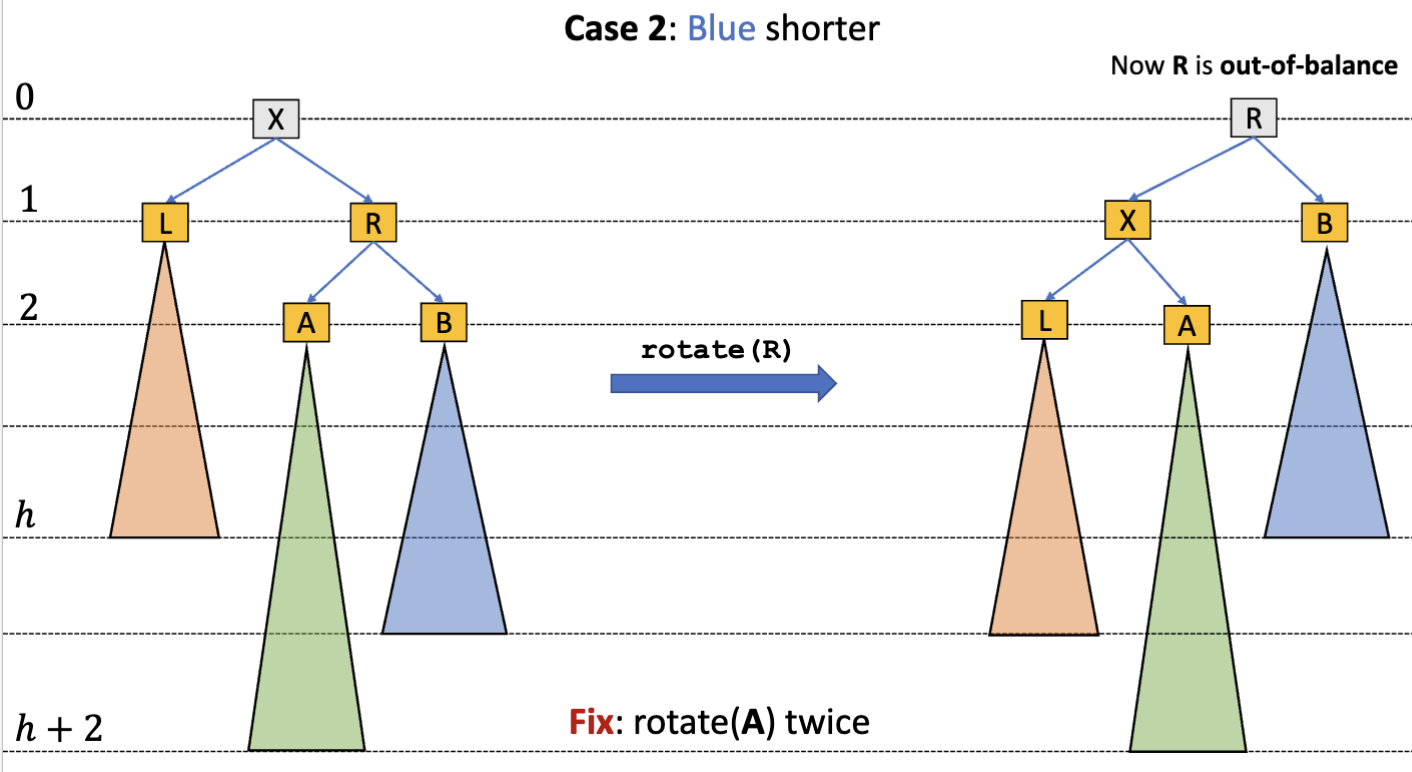 Case 2: Blue shorter
Now R is out-of-balance
0
X
R
1
L
R
X
B
2
A
B
L
A
rotate(R)
h
h + 2
Fix: rotate(A) twice